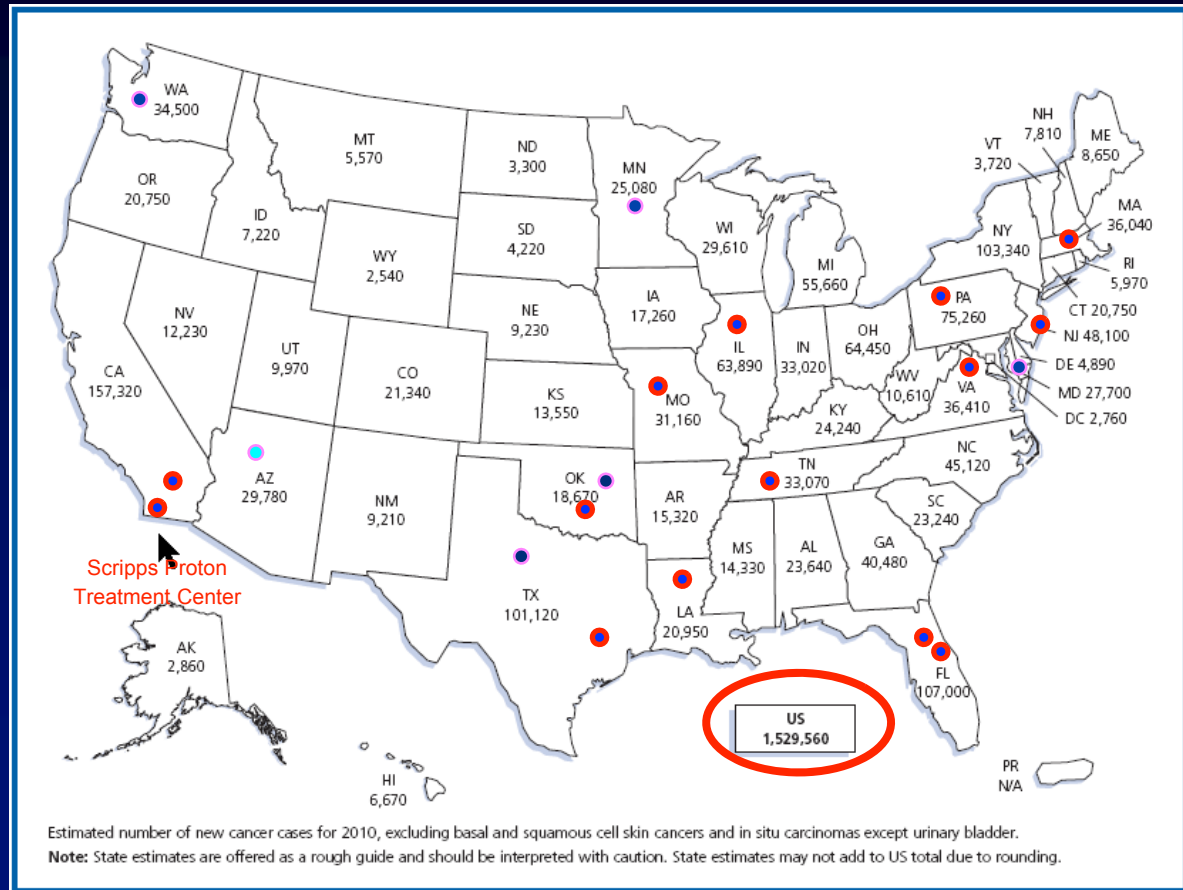 WA
34,500
MT
5,570
ND
3,300
MN
25,080
NH
7,810
VT
3,720
ME
8,650
OR
20,750
ID
7,220
WY
2,540
SD
4,220
WI
29,610
MI
55,660
NY
103,340
MA
36,040
RI
5,970
CT 20,750
NV
12,230
UT
9,970
CO
21,340
NE
9,230
IA
17,260
IL
63,890
IN
33,020
OH
64,450
PA
75,260
NJ 48,100
DE 4,890
MD 27,700
DC 2,760
CA
157,320
KS
13,550
MO
31,160
KY
24,240
WV
10,610
VA
36,410
AZ
29,780
NM
9,210
OK
18,670
AR
15,320
TN
33,070
NC
45,120
SC
23,240
Scripps Proton
Treatment Center
TX
101,120
LA
20,950
MS
14,330
AL
23,640
GA
40,480
FL
107,000
AK
2,860
HI
6,670
US
1,529,560
PR
N/A
Estimated number of new cancer cases for 2010, excluding basal and squamous cell skin cancers and in situ carcinomas except urinary bladder.
Note: State estimates are offered as a rough guide and should be interpreted with caution. State estimates may not add to US total due to rounding.